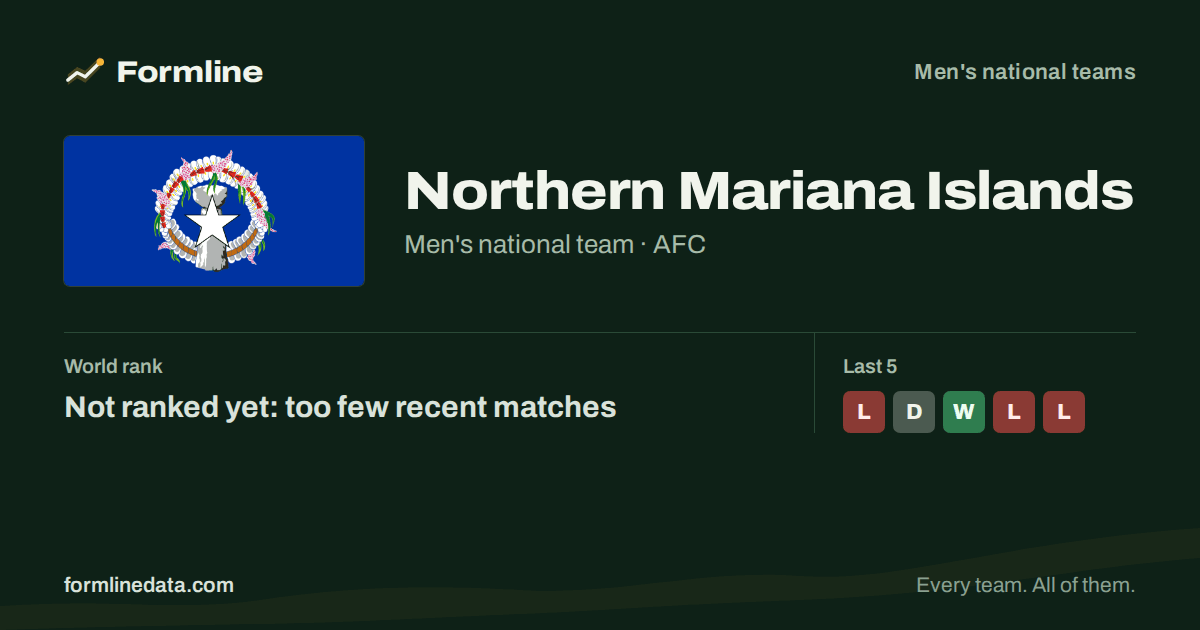 Formline
Men's national teams
Northern Mariana Islands
Men's national team · AFC
World rank
Not ranked yet: too few recent matches
Last 5
L D W L L
formlinedata.com
Every team. All of them.